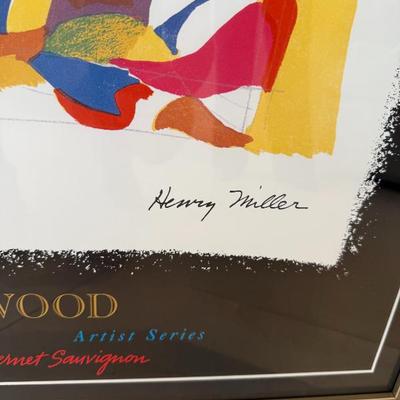 Henry Miller
WOOD
Artist Series
ernet Sauvignon